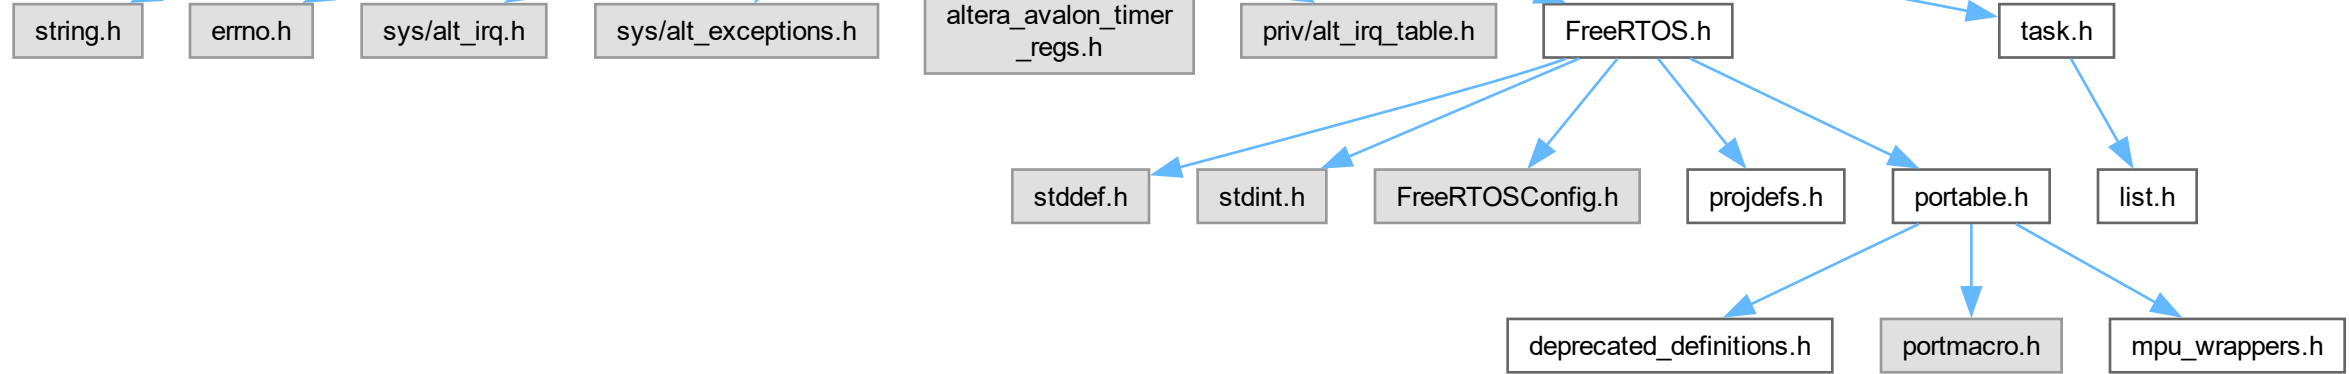 string.h
errno.h
sys/alt_irq.h
sys/alt_exceptions.h
altera_avalon_timer
_regs.h
priv/alt_irq_table.h
FreeRTOS.h
task.h
stddef.h
stdint.h
FreeRTOSConfig.h
projdefs.h
portable.h
list.h
deprecated_definitions.h
portmacro.h
mpu_wrappers.h